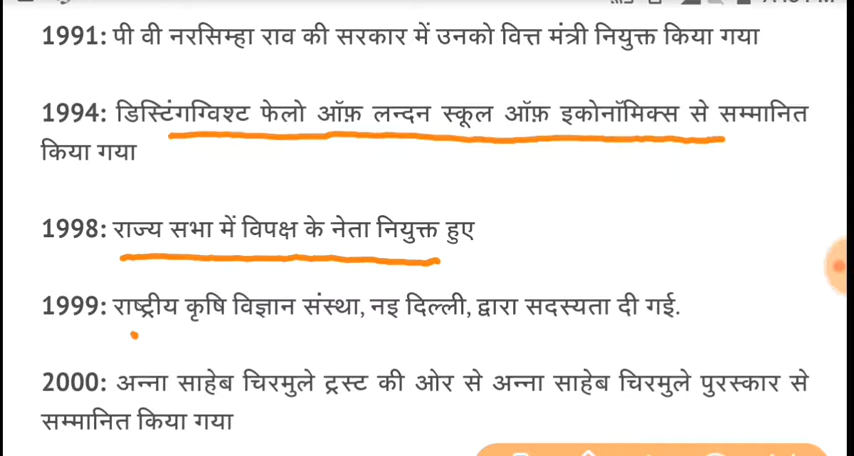 1991: पी वी नरसिम्हा राव की सरकार में उनको वित्त मंत्री नियुक्त किया गया
1994: डिस्टिंगग्विश्ट फेलो ऑफ़ लन्दन स्कूल ऑफ़ इकोनॉमिक्स से सम्मानित
किया गया
1998: राज्य सभा में विपक्ष के नेता नियुक्त हुए
1999: राष्ट्रीय कृषि विज्ञान संस्था, नइ दिल्ली, द्वारा सदस्यता दी गई.
2000: अन्ना साहेब चिरमुले ट्रस्ट की ओर से अन्ना साहेब चिरमुले पुरस्कार से
सम्मानित किया गया